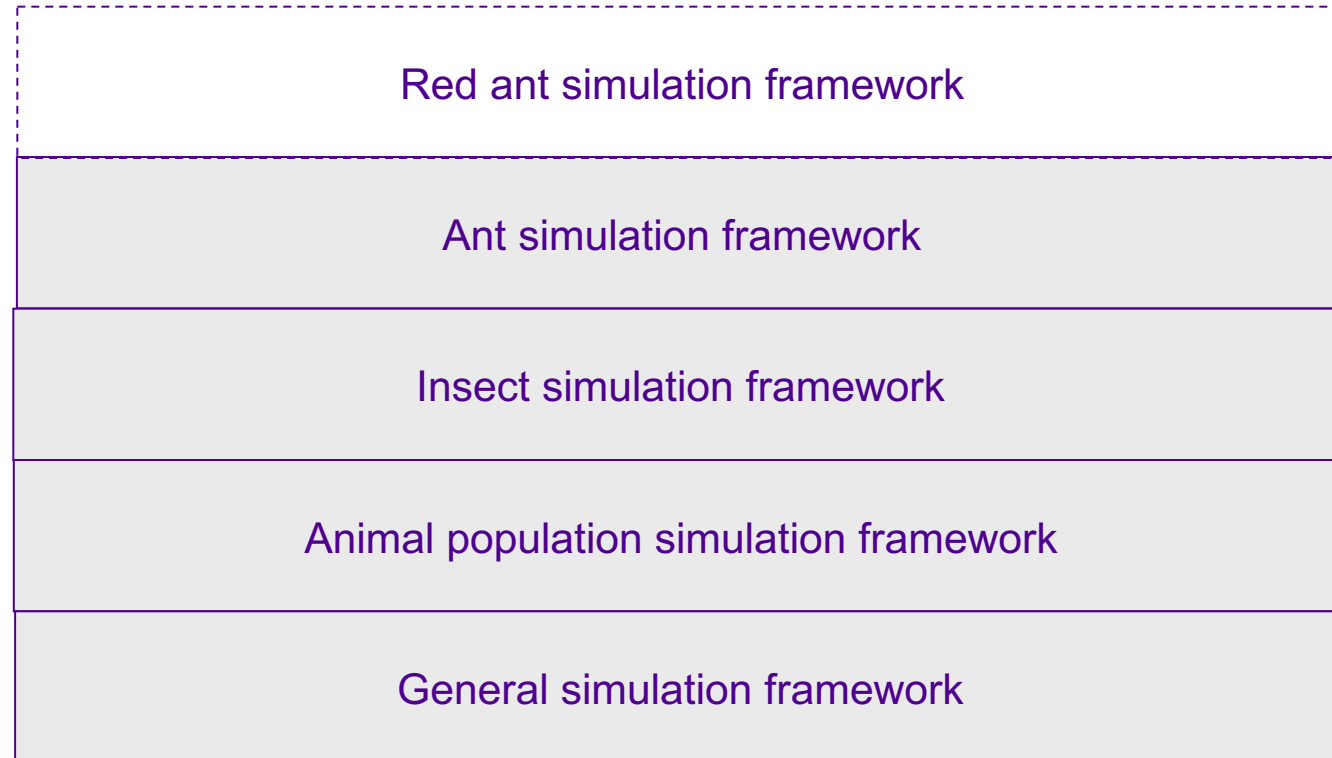 Red ant simulation framework
Ant simulation framework
Insect simulation framework
Animal population simulation framework
General simulation framework